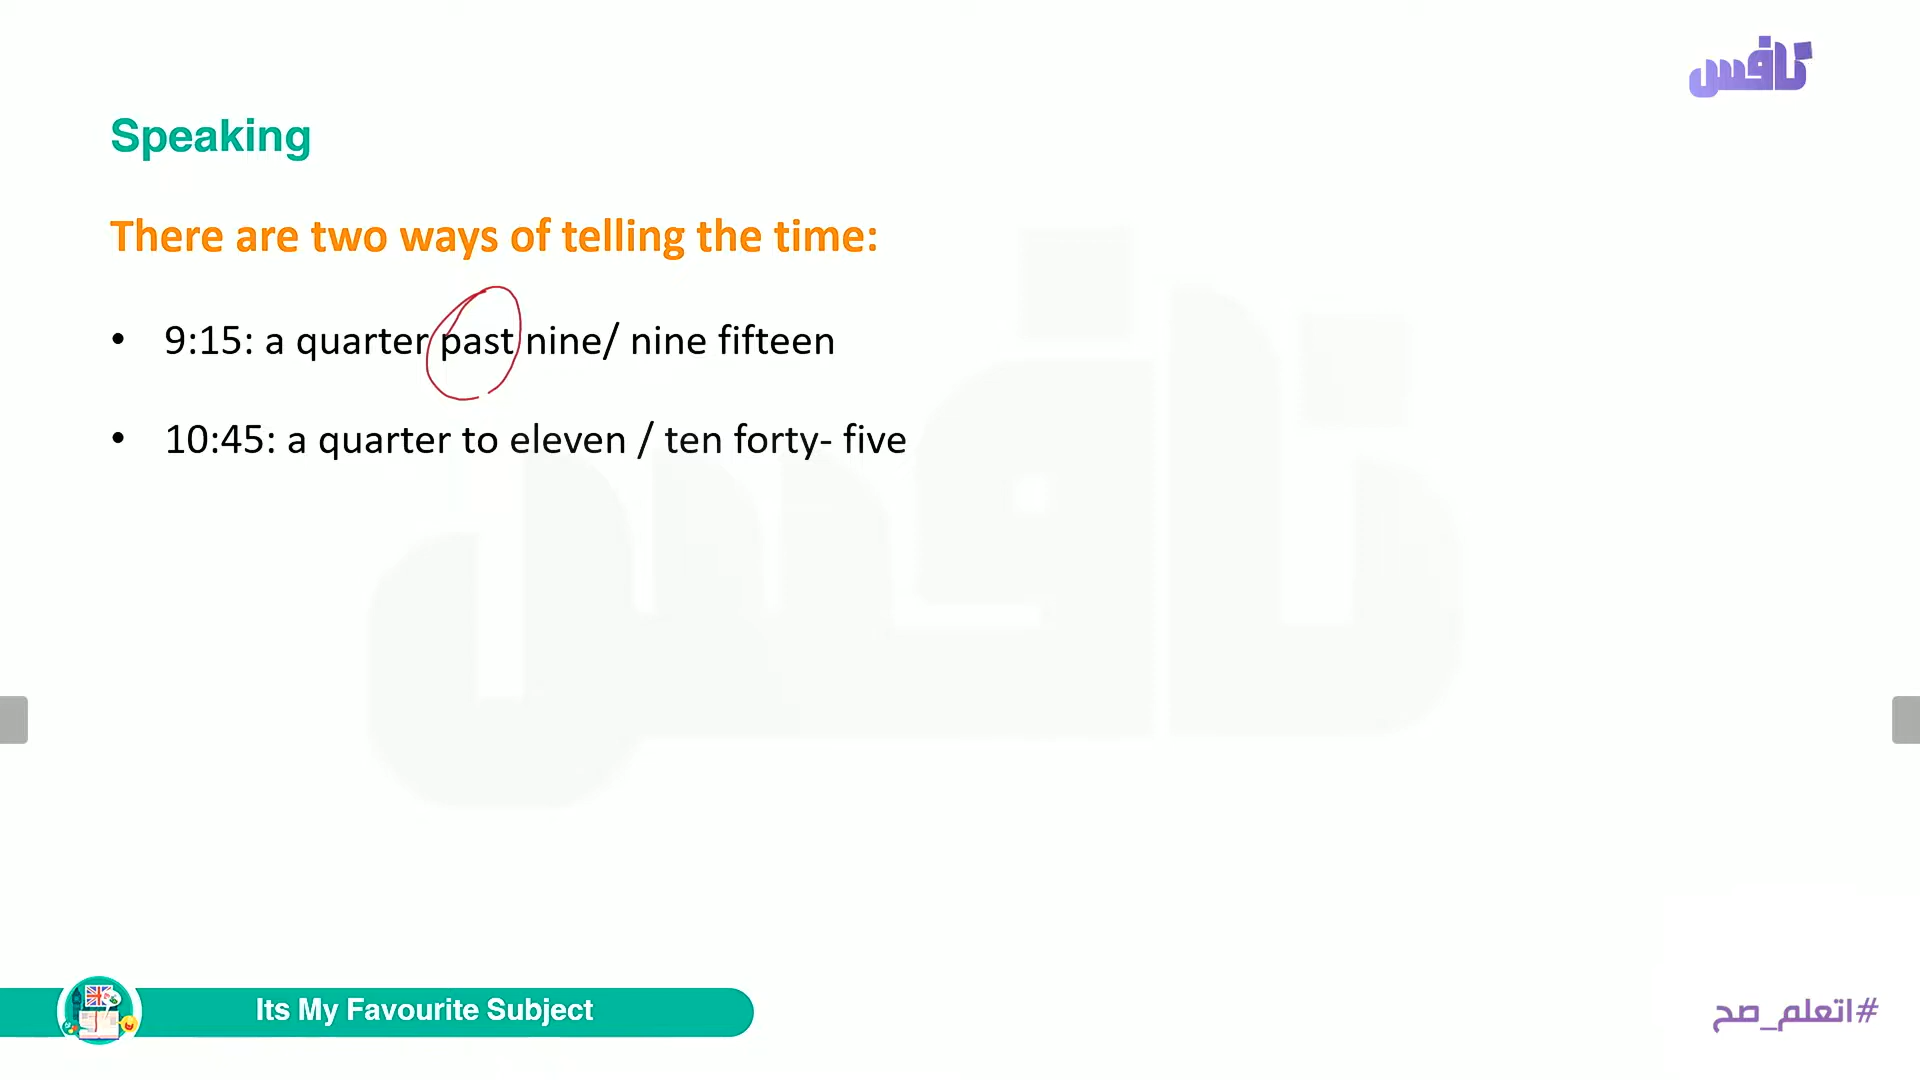 نافس
Speaking
There are two ways of telling the time:
• 9:15: a quarter past nine/ nine fifteen
• 10:45: a quarter to eleven / ten forty- five
نافس
Its My Favourite Subject
#اتعلم_صح